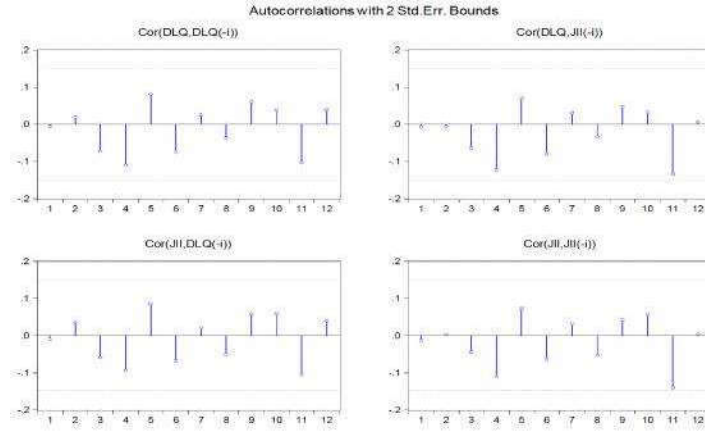 Autocorrelations with 2 Std.Err. Bounds
Cor(DLQ,DLQ(-i))
.2
.1
.0
-.1
-.2
1 2 3 4 5 6 7 8 9 10 11 12
Cor(DLQ,JII(-i))
.2
.1
.0
-.1
-.2
1 2 3 4 5 6 7 8 9 10 11 12
Cor(JII,DLQ(-i))
.2
.1
.0
-.1
-.2
1 2 3 4 5 6 7 8 9 10 11 12
Cor(JII,JII(-i))
.2
.1
.0
-.1
-.2
1 2 3 4 5 6 7 8 9 10 11 12